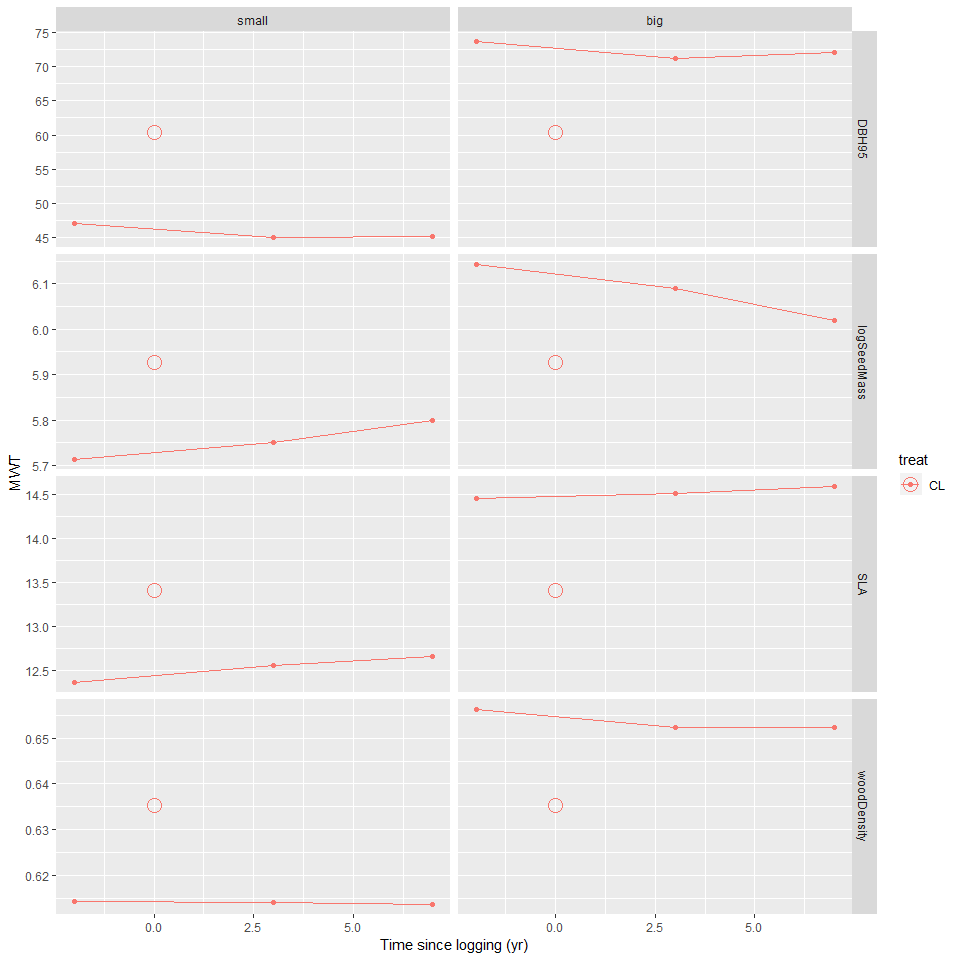 small big
75
70
65
60
55
50
45
DBH95
6.1
6.0
5.9
5.8
5.7
logSeedMass
MWT
14.5
14.0
13.5
13.0
12.5
SLA
treat
CL
0.65
0.64
0.63
0.62
woodDensity
0.0 2.5 5.0 0.0 2.5 5.0
Time since logging (yr)